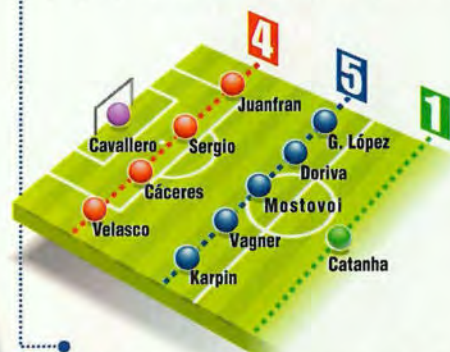 4
5
1
Juanfran
Sergio
Cavallero
Cáceres
Velasco
G. López
Doriva
Mostovoi
Vagner
Karpin
Catanha